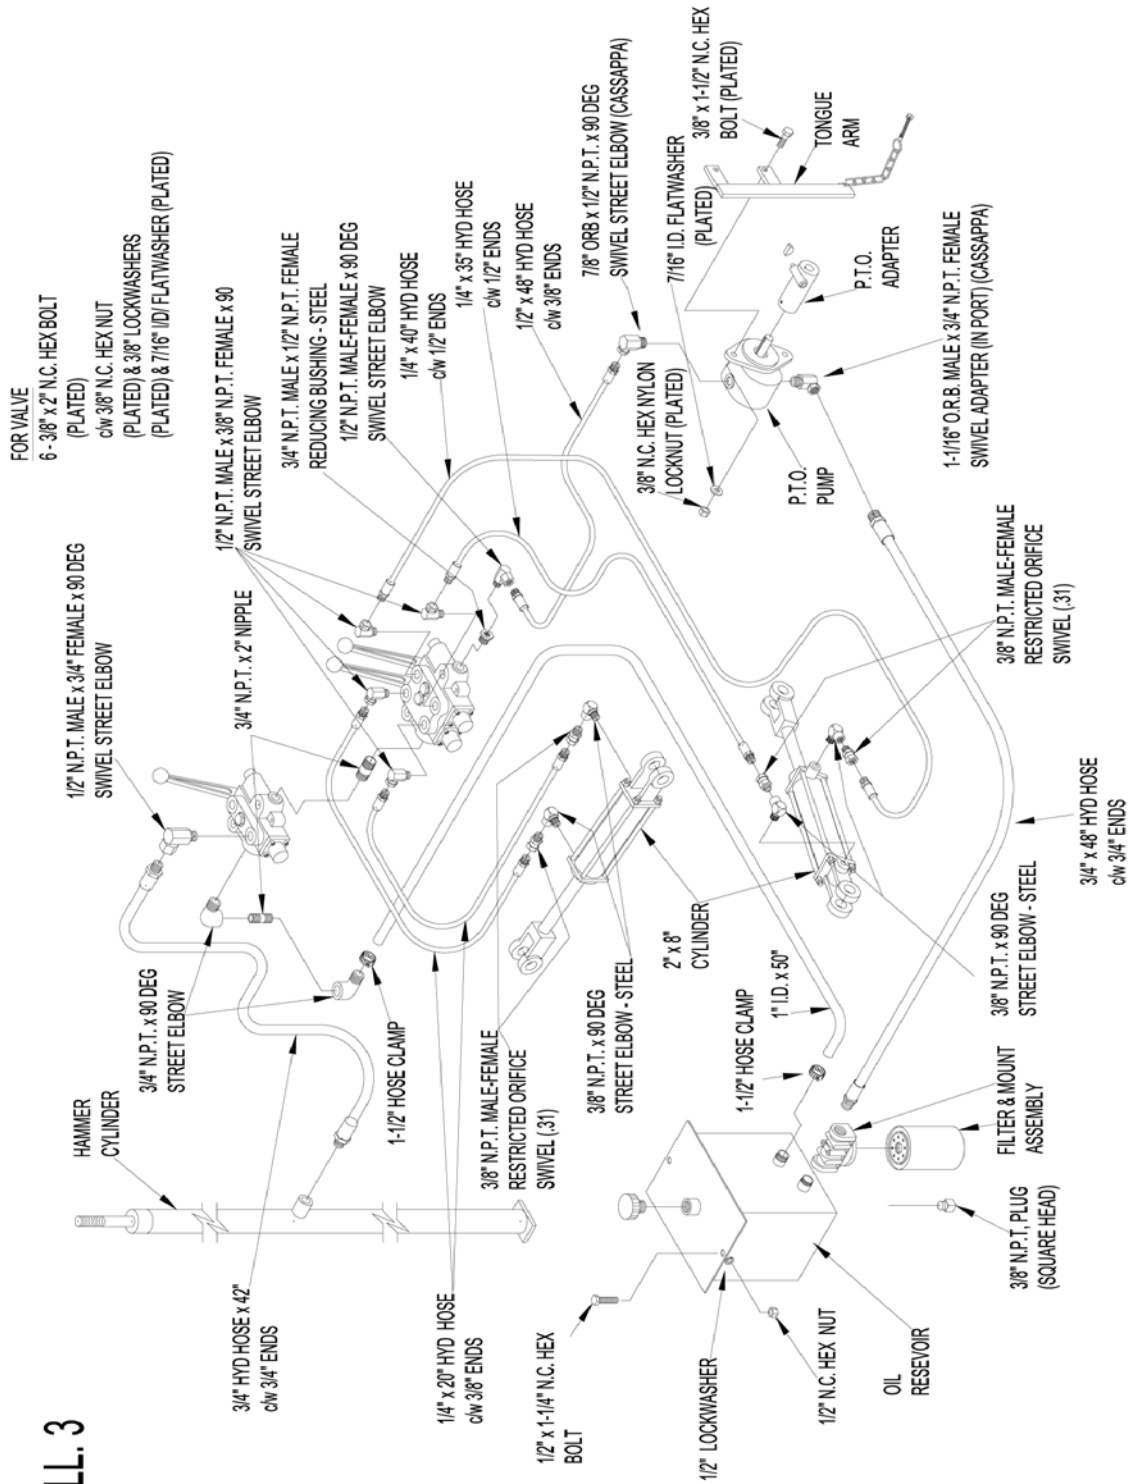 LL. 3
HAMMER
CYLINDER
3/4" HYD HOSE x 42"
c/w 3/4" ENDS
3/4" N.P.T. x 90 DEG
STREET ELBOW
1/2" N.P.T. MALE x 3/4" FEMALE x 90 DEG
SWIVEL STREET ELBOW
3/4" N.P.T. x 2" NIPPLE
1/2" N.P.T. MALE x 3/8" N.P.T. FEMALE x 90
SWIVEL STREET ELBOW
FOR VALVE
6 - 3/8" x 2" N.C. HEX BOLT
(PLATED)
c/w 3/8" N.C. HEX NUT
(PLATED) & 3/8" LOCKWASHERS
(PLATED) & 7/16" I/D/ FLATWASHER (PLATED)
3/4" N.P.T. MALE x 1/2" N.P.T. FEMALE
REDUCING BUSHING - STEEL
1/2" N.P.T. MALE-FEMALE x 90 DEG
SWIVEL STREET ELBOW
1/4" x 40" HYD HOSE
c/w 1/2" ENDS
1/4" x 35" HYD HOSE
c/w 1/2" ENDS
1/2" x 48" HYD HOSE
c/w 3/8" ENDS
7/8" ORB x 1/2" N.P.T. x 90 DEG
SWIVEL STREET ELBOW (CASSAPPA)
7/16" I.D. FLATWASHER
(PLATED)
3/8" x 1-1/2" N.C. HEX
BOLT (PLATED)
1-1/2" HOSE CLAMP
1/4" x 20" HYD HOSE
c/w 3/8" ENDS
3/8" N.P.T. MALE-FEMALE
RESTRICTED ORIFICE
SWIVEL (.31)
3/8" N.P.T. x 90 DEG
STREET ELBOW - STEEL
2" x 8"
CYLINDER
3/8" N.C. HEX NYLON
LOCKNUT (PLATED)
P.T.O.
PUMP
P.T.O.
ADAPTER
TONGUE
ARM
1-1/16" O.R.B. MALE x 3/4" N.P.T. FEMALE
SWIVEL ADAPTER (IN PORT) (CASSAPPA)
1/2" x 1-1/4" N.C. HEX
BOLT
1/2" LOCKWASHER
1/2" N.C. HEX NUT
OIL
RESEVOIR
1-1/2" HOSE CLAMP
1" I.D. x 50"
3/8" N.P.T. PLUG
(SQUARE HEAD)
FILTER & MOUNT
ASSEMBLY
3/8" N.P.T. x 90 DEG
STREET ELBOW - STEEL
3/8" N.P.T. MALE-FEMALE
RESTRICTED ORIFICE
SWIVEL (.31)
3/4" x 48" HYD HOSE
c/w 3/4" ENDS